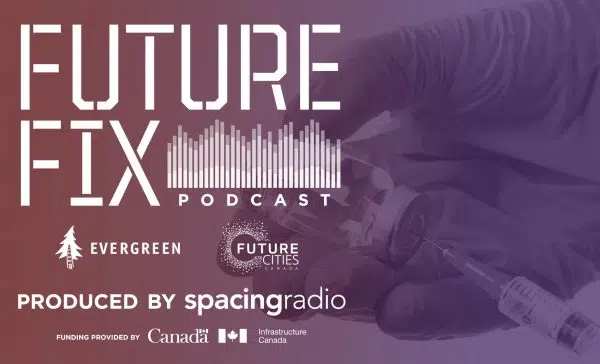 FUTURE
FIX
PODCAST
EVERGREEN
FUTURE
CITIES
CANADA
PRODUCED BY spacingradio
FUNDING PROVIDED BY Canada Infrastructure
Canada